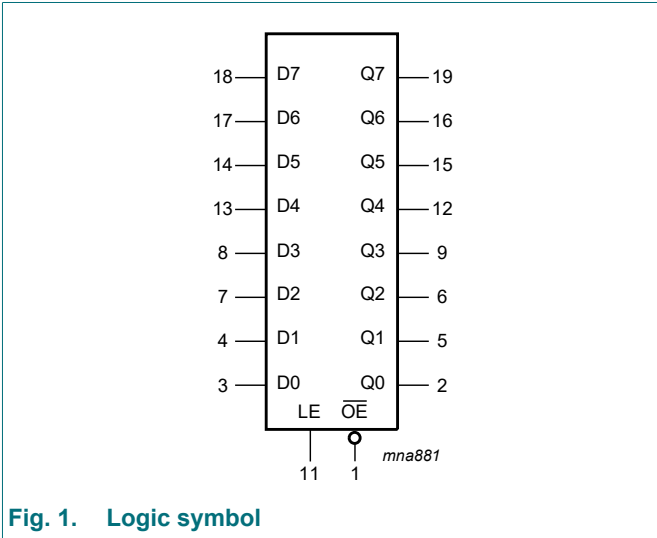 18 D7 Q7 19
17 D6 Q6 16
14 D5 Q5 15
13 D4 Q4 12
8 D3 Q3 9
7 D2 Q2 6
4 D1 Q1 5
3 D0 Q0 2
LE O̅E̅
11 1 mna881
Fig. 1. Logic symbol